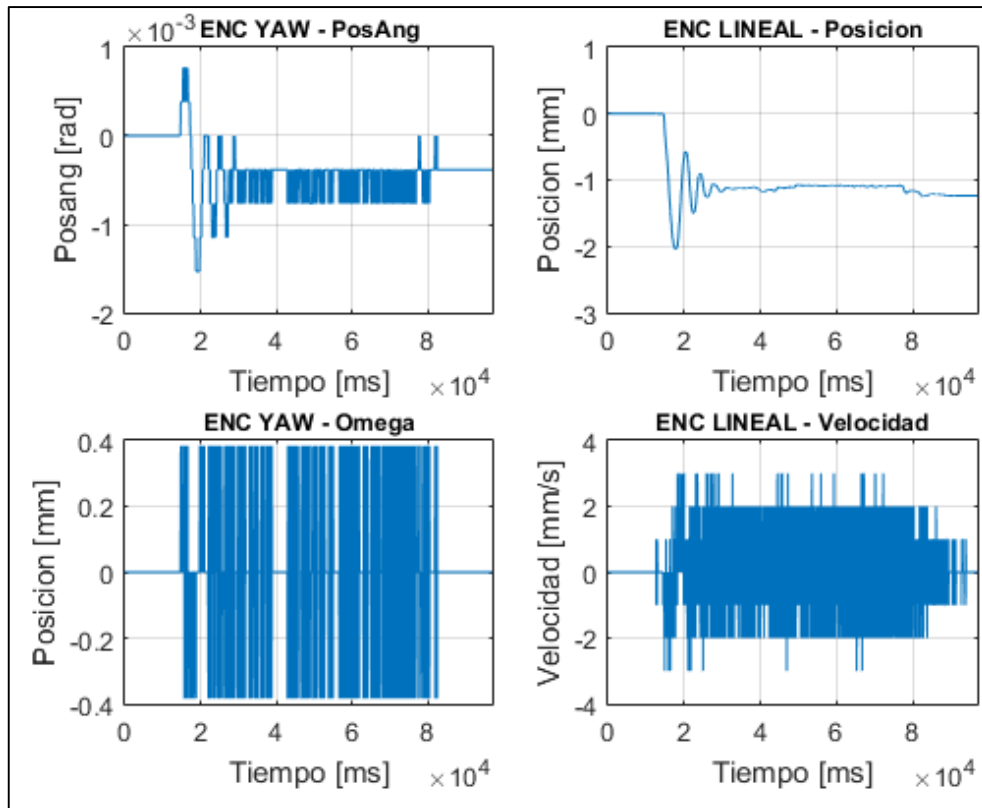 × 10^-3
ENC YAW - PosAng
1
0
-1
-2
Posang [rad]
0 2 4 6 8
Tiempo [ms]
× 10^4
ENC LINEAL - Posicion
1
0
-1
-2
-3
Posicion [mm]
0 2 4 6 8
Tiempo [ms]
× 10^4
ENC YAW - Omega
0.4
0.2
0
-0.2
-0.4
Posicion [mm]
0 2 4 6 8
Tiempo [ms]
× 10^4
ENC LINEAL - Velocidad
4
2
0
-2
-4
Velocidad [mm/s]
0 2 4 6 8
Tiempo [ms]
× 10^4